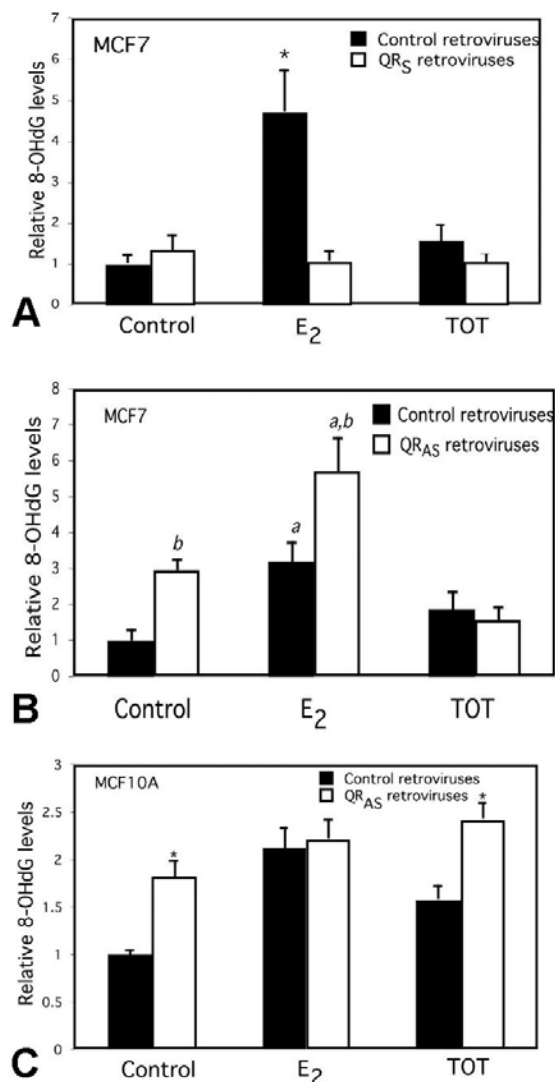 MCF7
Control retroviruses
QRS retroviruses
*
Relative 8-OHdG levels
7
6
5
4
3
2
1
0
Control
E2
TOT
A
MCF7
Control retroviruses
QRAS retroviruses
a,b
a
b
Relative 8-OHdG levels
8
7
6
5
4
3
2
1
0
Control
E2
TOT
B
MCF10A
Control retroviruses
QRAS retroviruses
*
*
Relative 8-OHdG levels
3
2.5
2
1.5
1
0.5
0
Control
E2
TOT
C